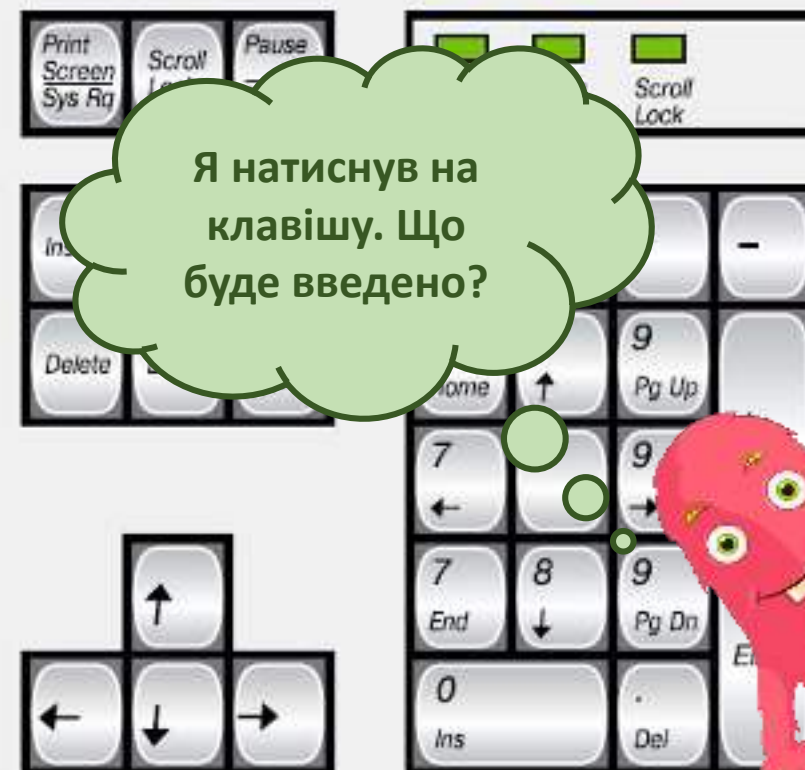 Print
Screen
Sys Rq
Scroll
Pause
Scroll
Lock
Я натиснув на
клавішу. Що
буде введено?
-
Delete
9
Pg Up
7
←
9
→
7
End
8
↓
9
Pg Dn
0
Ins
.
Del
↑
←
↓
→